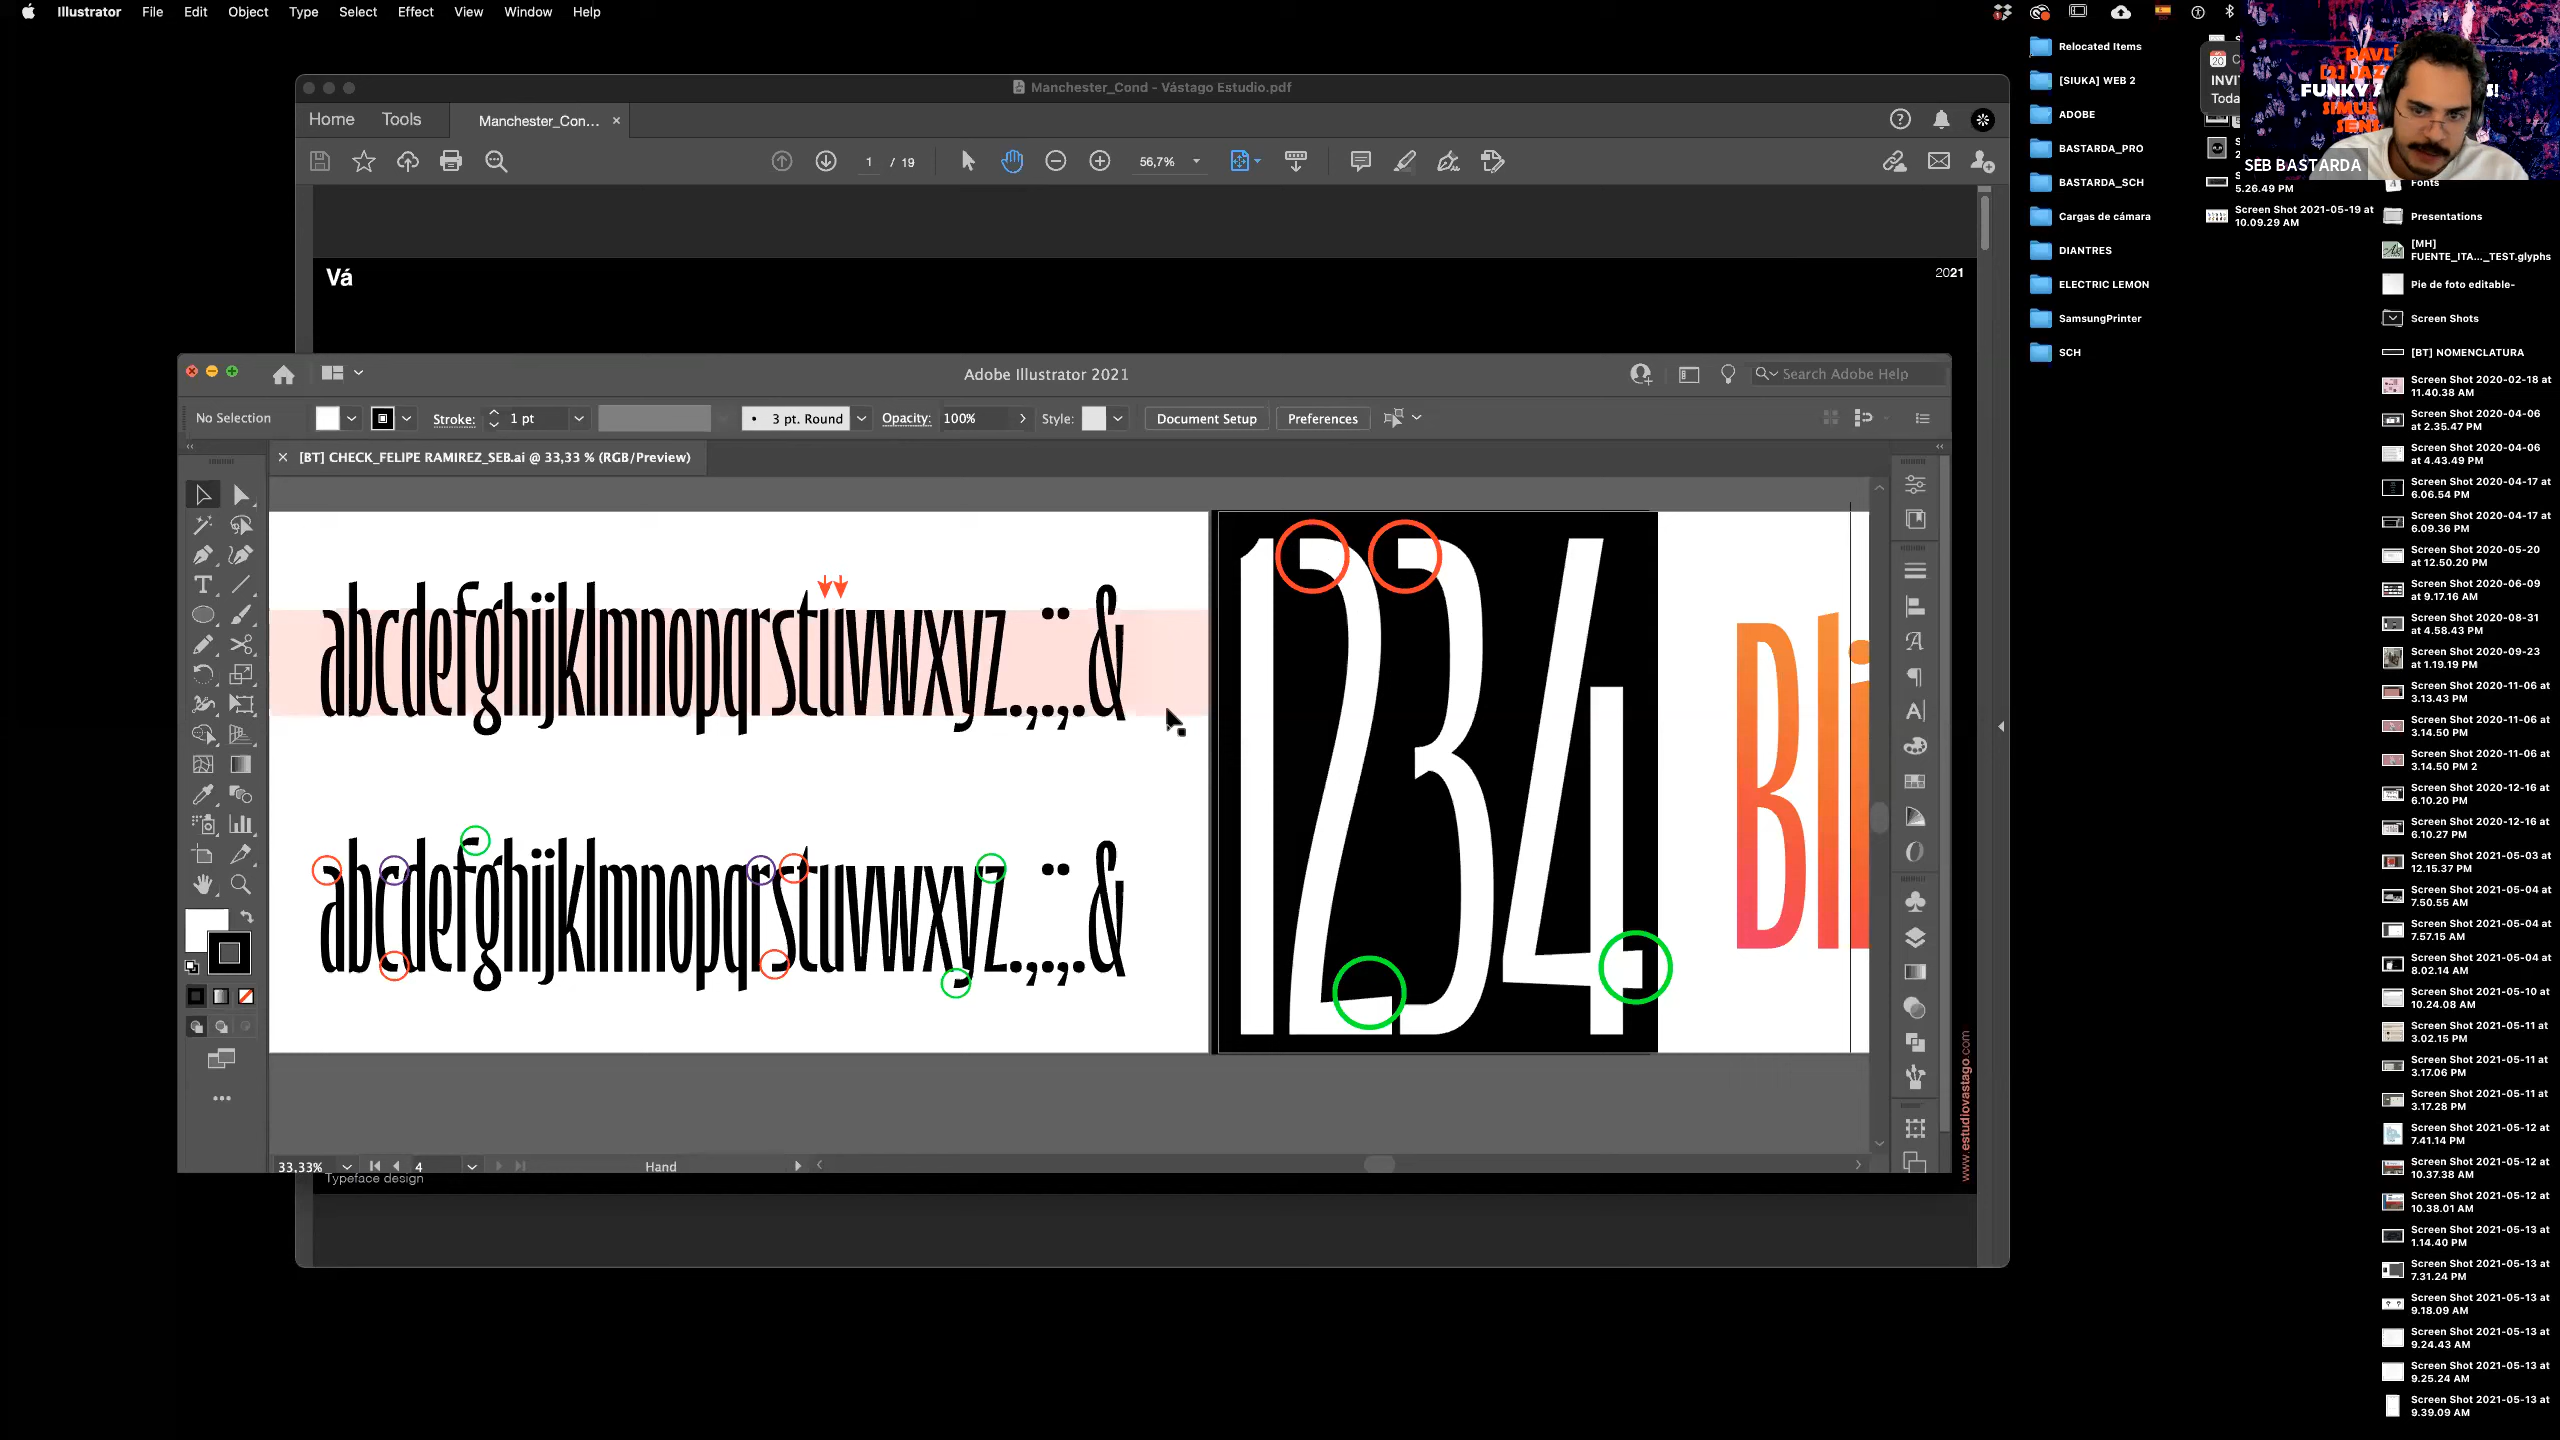 Illustrator File Edit Object Type Select Effect View Window Help
Manchester_Cond - Vástago Estudio.pdf
Home Tools Manchester_Con... ×
1 / 19 56,7%
Vá
2021
Adobe Illustrator 2021
Search Adobe Help
No Selection Stroke: 1 pt 3 pt. Round Opacity: 100% Style: Document Setup Preferences
× [BT] CHECK_FELIPE RAMIREZ_SEB.ai @ 33,33 % (RGB/Preview)
abcdefghijklmnopqrstuvwxyz.,:;.¨&
abcdefghijklmnopqrstuvwxyz.,:;.¨&
1234
Bli
33,33% 4 Hand
Typeface design
www.estudiovastago.com
FUNKY
SEB BASTARDA
20
INVI
Today
Relocated Items
[SIUKA] WEB 2
ADOBE
BASTARDA_PRO
BASTARDA_SCH
Cargas de cámara
DIANTRES
ELECTRIC LEMON
SamsungPrinter
SCH
5.26.49 PM
Screen Shot 2021-05-19 at
10.09.29 AM
Fonts
Presentations
[MH]
FUENTE_ITA..._TEST.glyphs
Pie de foto editable-
Screen Shots
[BT] NOMENCLATURA
Screen Shot 2020-02-18 at
11.40.38 AM
Screen Shot 2020-04-06
at 2.35.47 PM
Screen Shot 2020-04-06
at 4.43.49 PM
Screen Shot 2020-04-17 at
6.06.54 PM
Screen Shot 2020-04-17 at
6.09.36 PM
Screen Shot 2020-05-20
at 12.50.20 PM
Screen Shot 2020-06-09
at 9.17.16 AM
Screen Shot 2020-08-31
at 4.58.43 PM
Screen Shot 2020-09-23
at 1.19.19 PM
Screen Shot 2020-11-06 at
3.13.43 PM
Screen Shot 2020-11-06 at
3.14.50 PM
Screen Shot 2020-11-06 at
3.14.50 PM 2
Screen Shot 2020-12-16 at
6.10.20 PM
Screen Shot 2020-12-16 at
6.10.27 PM
Screen Shot 2021-05-03 at
12.15.37 PM
Screen Shot 2021-05-04 at
7.50.55 AM
Screen Shot 2021-05-04 at
7.57.15 AM
Screen Shot 2021-05-04 at
8.02.14 AM
Screen Shot 2021-05-10 at
10.24.08 AM
Screen Shot 2021-05-11 at
3.02.15 PM
Screen Shot 2021-05-11 at
3.17.06 PM
Screen Shot 2021-05-11 at
3.17.28 PM
Screen Shot 2021-05-12 at
7.41.14 PM
Screen Shot 2021-05-12 at
10.37.38 AM
Screen Shot 2021-05-12 at
10.38.01 AM
Screen Shot 2021-05-13 at
1.14.40 PM
Screen Shot 2021-05-13 at
7.31.24 PM
Screen Shot 2021-05-13 at
9.18.09 AM
Screen Shot 2021-05-13 at
9.24.43 AM
Screen Shot 2021-05-13 at
9.25.24 AM
Screen Shot 2021-05-13 at
9.39.09 AM